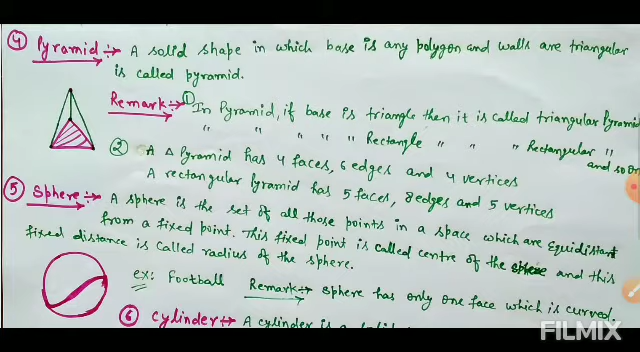 ④ Pyramid :→ A solid shape in which base is any polygon and walls are triangular
is called pyramid.
Remark :→ ① In Pyramid, if base is triangle then it is called triangular Pyramid
" " " " " Rectangle " " " Rectangular " and so on
② A △ Pyramid has 4 faces, 6 edges and 4 vertices
A rectangular Pyramid has 5 faces, 8 edges and 5 vertices
⑤ Sphere :→ A sphere is the set of all those points in a space which are equidistant
from a fixed point. This fixed point is called centre of the sphere and this
fixed distance is called radius of the sphere.
ex: Football Remark :→ sphere has only one face which is curved.
⑥ Cylinder :→ A cylinder is a
FILMIX